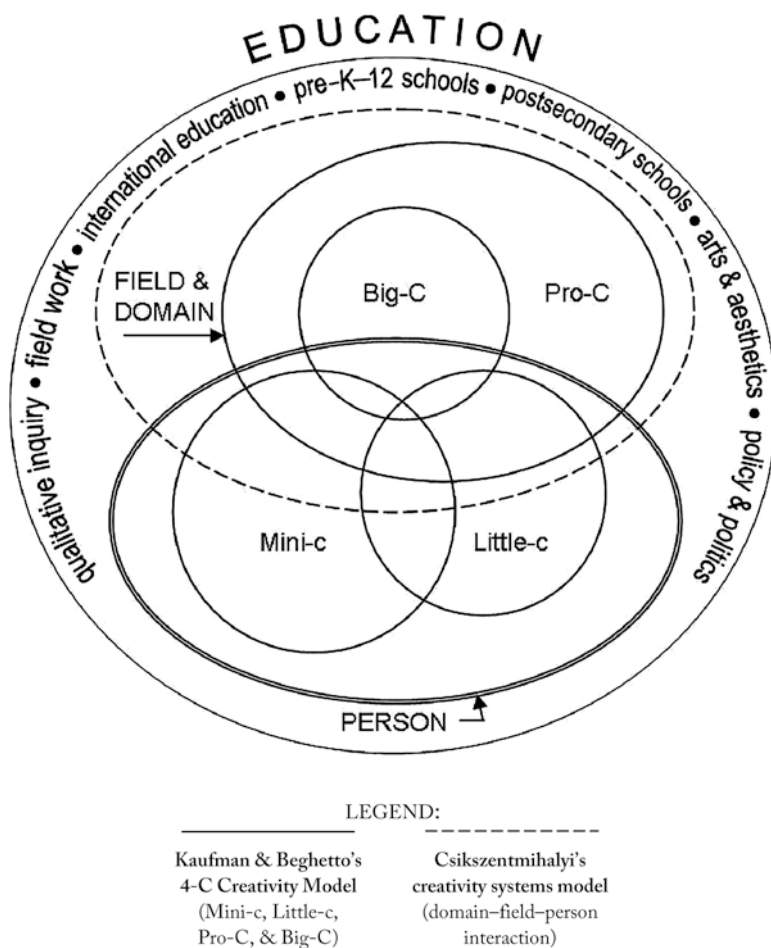 EDUCATION
qualitative inquiry • field work • international education • pre-K–12 schools • postsecondary schools • arts & aesthetics • policy & politics
FIELD &
DOMAIN
Big-C
Pro-C
Mini-c
Little-c
PERSON
LEGEND:
Kaufman & Beghetto's
4-C Creativity Model
(Mini-c, Little-c,
Pro-C, & Big-C)
Csikszentmihalyi's
creativity systems model
(domain–field–person
interaction)